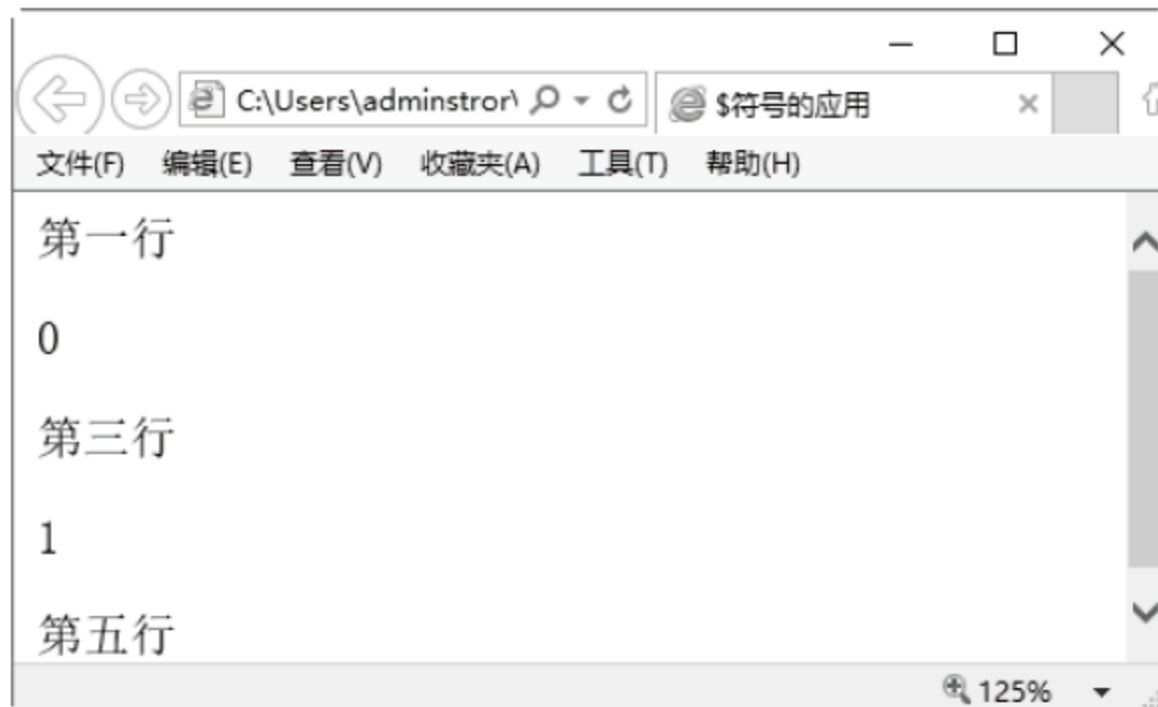 C:\Users\adminstror\
$符号的应用
文件(F) 编辑(E) 查看(V) 收藏夹(A) 工具(T) 帮助(H)
第一行
0
第三行
1
第五行
125%